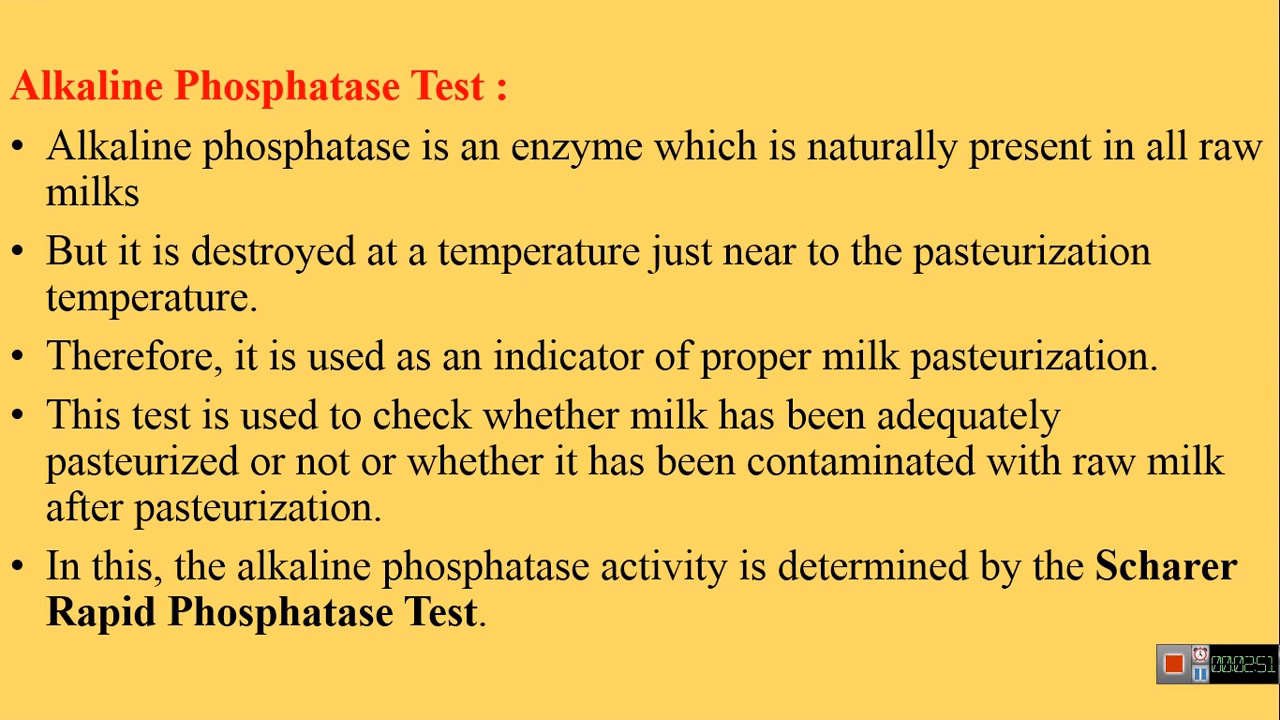 Alkaline Phosphatase Test :
• Alkaline phosphatase is an enzyme which is naturally present in all raw
milks
• But it is destroyed at a temperature just near to the pasteurization
temperature.
• Therefore, it is used as an indicator of proper milk pasteurization.
• This test is used to check whether milk has been adequately
pasteurized or not or whether it has been contaminated with raw milk
after pasteurization.
• In this, the alkaline phosphatase activity is determined by the Scharer
Rapid Phosphatase Test.
00:02:51